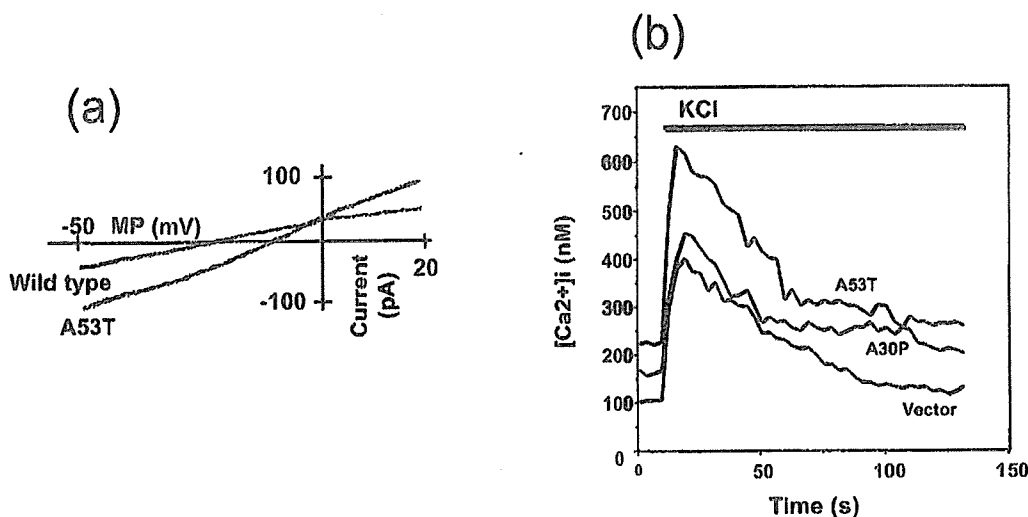 (a)
100
-50 MP (mV)
Wild type
A53T
-100
Current
(pA)
20
(b)
KCl
700
600
500
400
300
200
100
0
[Ca2+]i (nM)
A53T
A30P
Vector
0 50 100 150
Time (s)